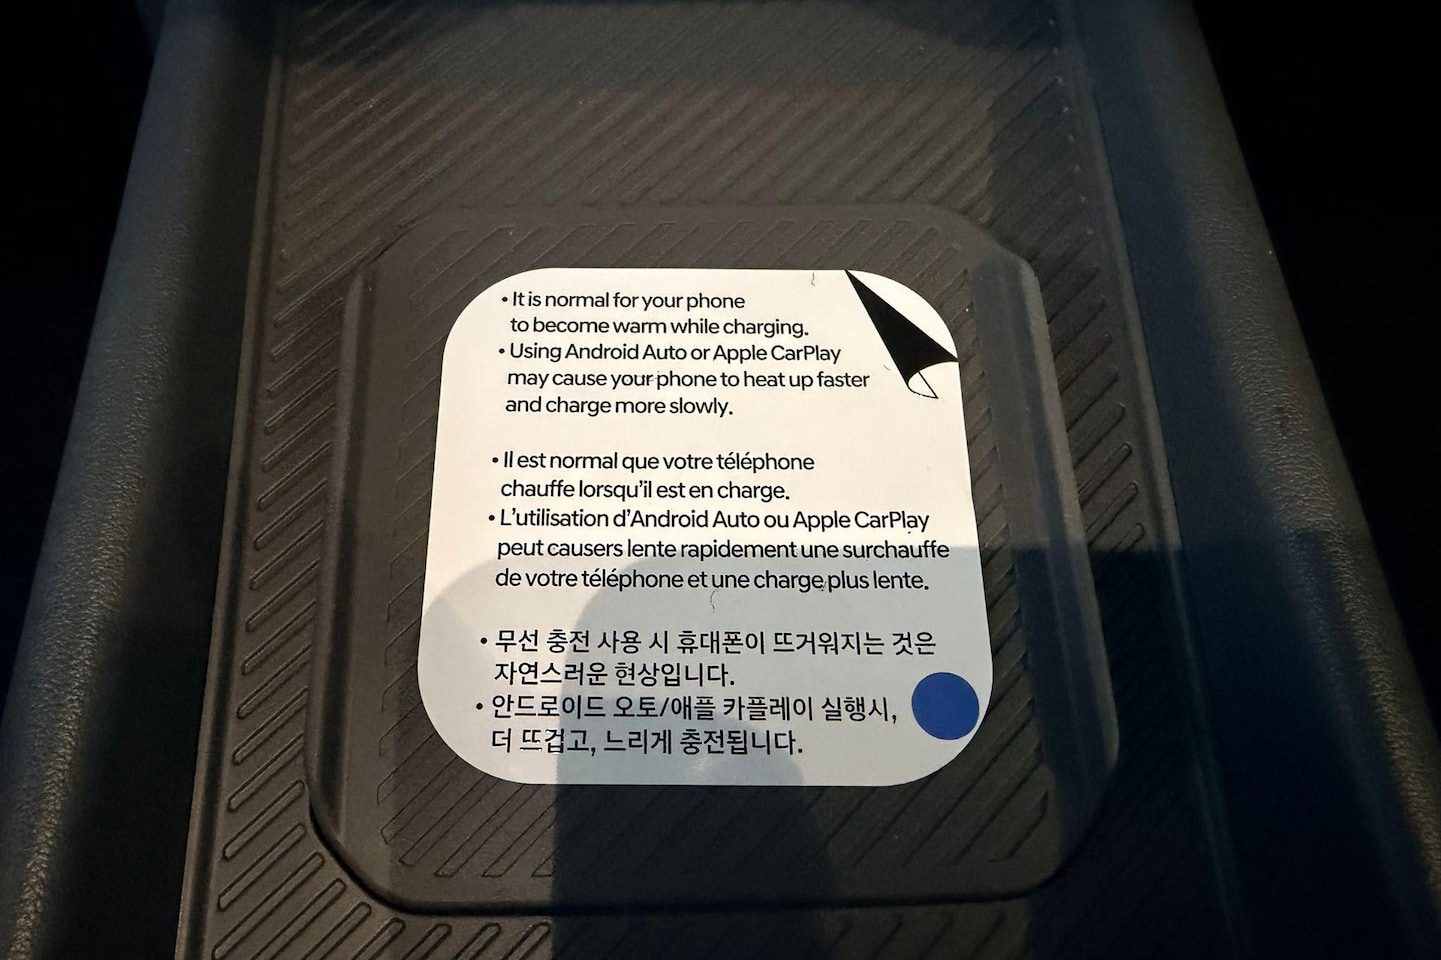 • It is normal for your phone
to become warm while charging.
• Using Android Auto or Apple CarPlay
may cause your phone to heat up faster
and charge more slowly.
• Il est normal que votre téléphone
chauffe lorsqu'il est en charge.
• L'utilisation d'Android Auto ou Apple CarPlay
peut causers lente rapidement une surchauffe
de votre téléphone et une charge plus lente.
• 무선 충전 사용 시 휴대폰이 뜨거워지는 것은
자연스러운 현상입니다.
• 안드로이드 오토/애플 카플레이 실행시,
더 뜨겁고, 느리게 충전됩니다.